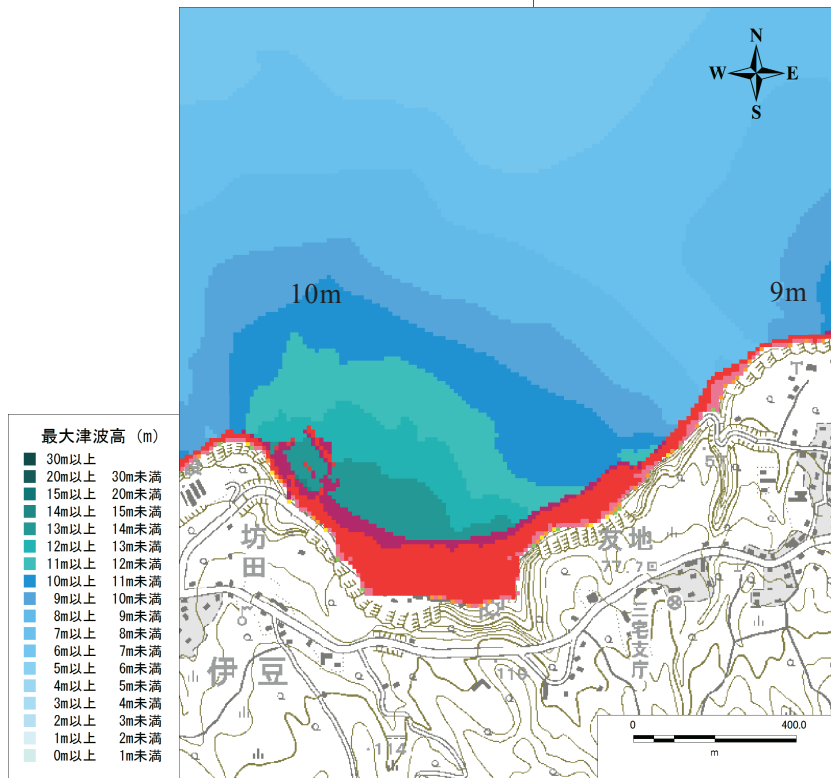 N
W E
S
10m
9m
最大津波高 (m)
30m以上
20m以上 30m未満
15m以上 20m未満
14m以上 15m未満
13m以上 14m未満
12m以上 13m未満
11m以上 12m未満
10m以上 11m未満
9m以上 10m未満
8m以上 9m未満
7m以上 8m未満
6m以上 7m未満
5m以上 6m未満
4m以上 5m未満
3m以上 4m未満
2m以上 3m未満
1m以上 2m未満
0m以上 1m未満
坊田
友地
三宅支庁
伊豆
114
0 400.0
m